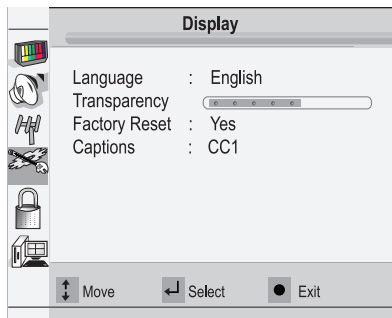 Display
Language : English
Transparency
Factory Reset : Yes
Captions : CC1
Move Select Exit